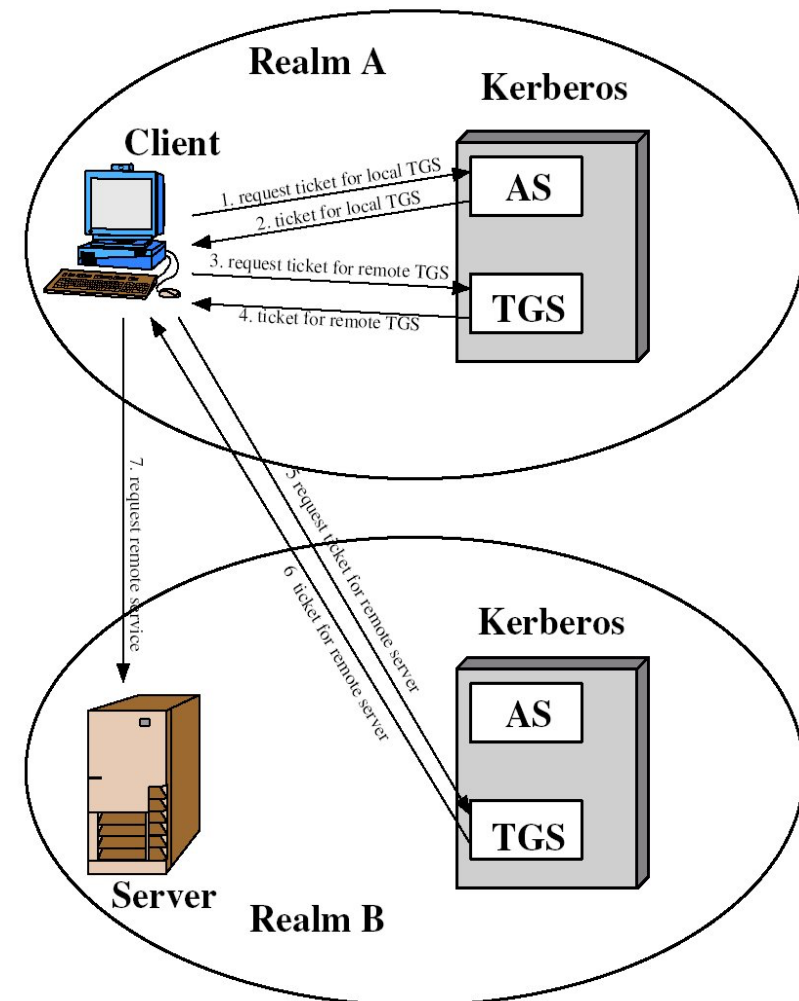 Realm A
Kerberos
Client
1. request ticket for local TGS
AS
2. ticket for local TGS
3. request ticket for remote TGS
TGS
4. ticket for remote TGS
7. request remote service
5 request ticket for remote server
6 ticket for remote server
Kerberos
AS
TGS
Server
Realm B